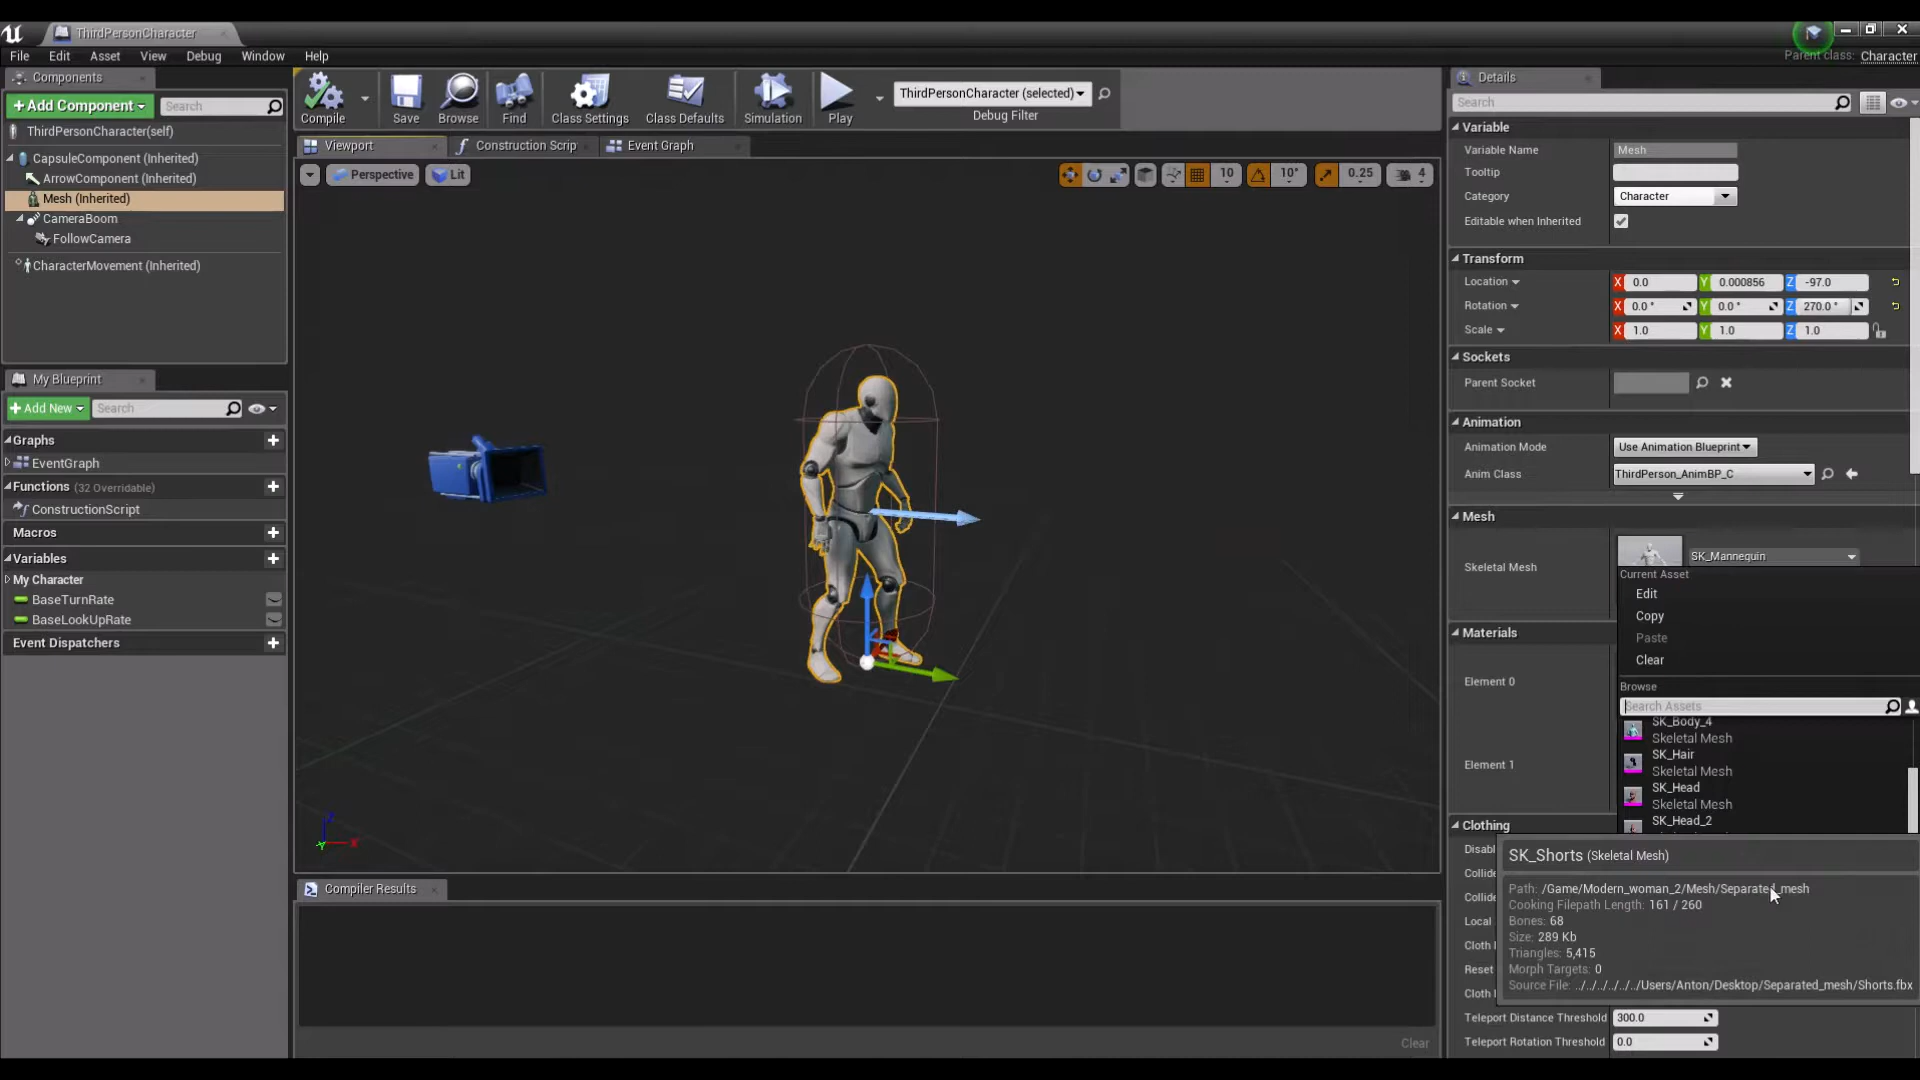 ThirdPersonCharacter
File Edit Asset View Debug Window Help
Parent class: Character
Components
+Add Component
Search
ThirdPersonCharacter(self)
CapsuleComponent (Inherited)
ArrowComponent (Inherited)
Mesh (Inherited)
CameraBoom
FollowCamera
CharacterMovement (Inherited)
My Blueprint
+Add New
Search
Graphs
EventGraph
Functions (32 Overridable)
ConstructionScript
Macros
Variables
My Character
BaseTurnRate
BaseLookUpRate
Event Dispatchers
Compile Save Browse Find Class Settings Class Defaults Simulation Play
ThirdPersonCharacter (selected)
Debug Filter
Viewport Construction Scrip Event Graph
Perspective Lit
10 10° 0.25 4
Z
X
Y
Compiler Results
Clear
Details
Search
Variable
Variable Name Mesh
Tooltip
Category Character
Editable when Inherited
Transform
Location X 0.0 Y 0.000856 Z -97.0
Rotation X 0.0 ° Y 0.0 ° Z 270.0 °
Scale X 1.0 Y 1.0 Z 1.0
Sockets
Parent Socket
Animation
Animation Mode Use Animation Blueprint
Anim Class ThirdPerson_AnimBP_C
Mesh
Skeletal Mesh SK_Mannequin
Current Asset
Edit
Copy
Paste
Clear
Browse
Search Assets
SK_Body_4
Skeletal Mesh
SK_Hair
Skeletal Mesh
SK_Head
Skeletal Mesh
SK_Head_2
Materials
Element 0
Element 1
Clothing
Disabl
Collide
Collide
Local
Cloth
Reset
Cloth
SK_Shorts (Skeletal Mesh)
Path: /Game/Modern_woman_2/Mesh/Separated_mesh
Cooking Filepath Length: 161 / 260
Bones: 68
Size: 289 Kb
Triangles: 5,415
Morph Targets: 0
Source File: ../../../../../../Users/Anton/Desktop/Separated_mesh/Shorts.fbx
Teleport Distance Threshold 300.0
Teleport Rotation Threshold 0.0